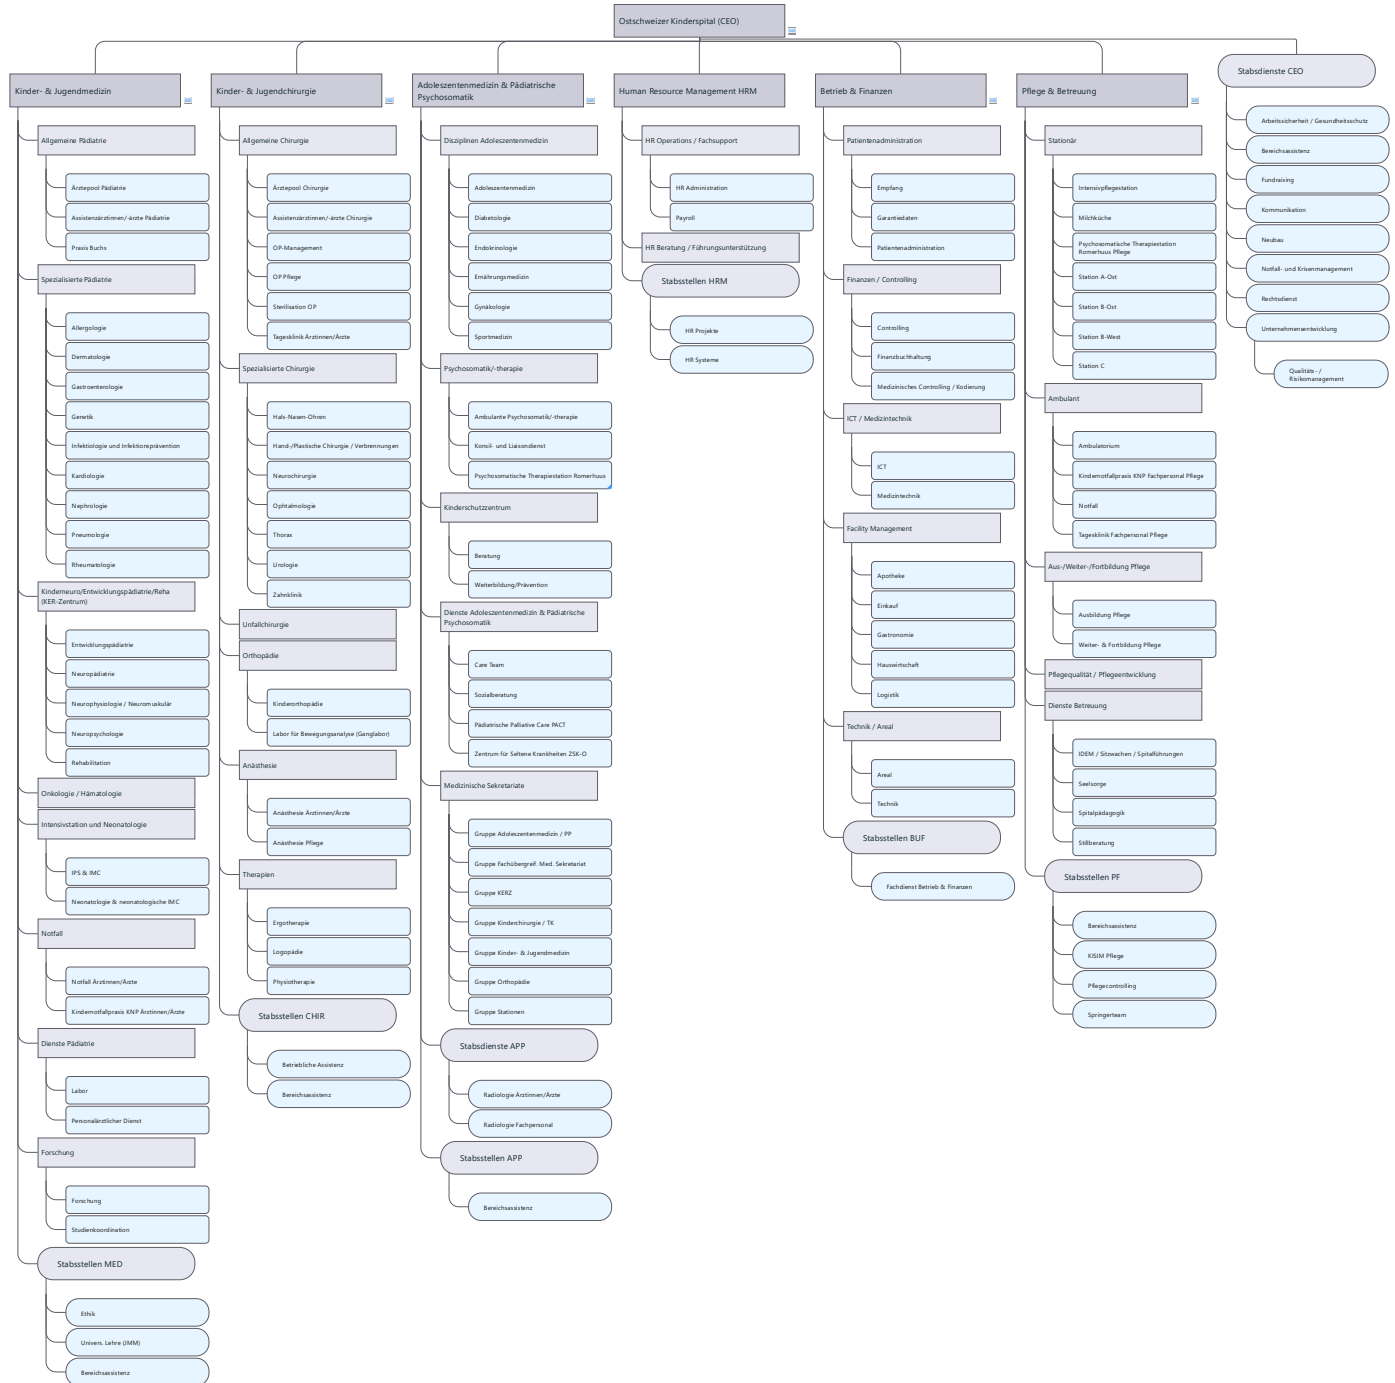 Ostschweizer Kinderspital (CEO)
Kinder- & Jugendmedizin
Allgemeine Pädiatrie
Ärztepool Pädiatrie
Assistenzärztinnen/-ärzte Pädiatrie
Praxis Buchs
Spezialisierte Pädiatrie
Allergologie
Dermatologie
Gastroenterologie
Genetik
Infektiologie und Infektionsprävention
Kardiologie
Nephrologie
Pneumologie
Rheumatologie
Kinderneuro/Entwicklungspädiatrie/Reha
(KER-Zentrum)
Entwicklungspädiatrie
Neuropädiatrie
Neurophysiologie / Neuromuskulär
Neuropsychologie
Rehabilitation
Onkologie / Hämatologie
Intensivstation und Neonatologie
IPS & IMC
Neonatologie & neonatologische IMC
Notfall
Notfall Ärztinnen/Ärzte
Kindernotfallpraxis KNP Ärztinnen/Ärzte
Dienste Pädiatrie
Labor
Personalärztlicher Dienst
Forschung
Forschung
Studienkoordination
Stabsstellen MED
Ethik
Univers. Lehre (JMM)
Bereichsassistenz
Kinder- & Jugendchirurgie
Allgemeine Chirurgie
Ärztepool Chirurgie
Assistenzärztinnen/-ärzte Chirurgie
OP-Management
OP Pflege
Sterilisation OP
Tagesklinik Ärztinnen/Ärzte
Spezialisierte Chirurgie
Hals-Nasen-Ohren
Hand-/Plastische Chirurgie / Verbrennungen
Neurochirurgie
Ophtalmologie
Thorax
Urologie
Zahnklinik
Unfallchirurgie
Orthopädie
Kinderorthopädie
Labor für Bewegungsanalyse (Ganglabor)
Anästhesie
Anästhesie Ärztinnen/Ärzte
Anästhesie Pflege
Therapien
Ergotherapie
Logopädie
Physiotherapie
Stabsstellen CHIR
Betriebliche Assistenz
Bereichsassistenz
Adoleszentenmedizin & Pädiatrische
Psychosomatik
Disziplinen Adoleszentenmedizin
Adoleszentenmedizin
Diabetologie
Endokrinologie
Ernährungsmedizin
Gynäkologie
Sportmedizin
Psychosomatik/-therapie
Ambulante Psychosomatik/-therapie
Konsil- und Liaisondienst
Psychosomatische Therapiestation Romerhuus
Kinderschutzzentrum
Beratung
Weiterbildung/Prävention
Dienste Adoleszentenmedizin & Pädiatrische
Psychosomatik
Care Team
Sozialberatung
Pädiatrische Palliative Care PACT
Zentrum für Seltene Krankheiten ZSK-O
Medizinische Sekretariate
Gruppe Adoleszentenmedizin / PP
Gruppe Fachübergreif. Med. Sekretariat
Gruppe KERZ
Gruppe Kinderchirurgie / TK
Gruppe Kinder- & Jugendmedizin
Gruppe Orthopädie
Gruppe Stationen
Stabsdienste APP
Radiologie Ärztinnen/Ärzte
Radiologie Fachpersonal
Stabsstellen APP
Bereichsassistenz
Human Resource Management HRM
HR Operations / Fachsupport
HR Administration
Payroll
HR Beratung / Führungsunterstützung
Stabsstellen HRM
HR Projekte
HR Systeme
Betrieb & Finanzen
Patientenadministration
Empfang
Garantiedaten
Patientenadministration
Finanzen / Controlling
Controlling
Finanzbuchhaltung
Medizinisches Controlling / Kodierung
ICT / Medizintechnik
ICT
Medizintechnik
Facility Management
Apotheke
Einkauf
Gastronomie
Hauswirtschaft
Logistik
Technik / Areal
Areal
Technik
Stabsstellen BUF
Fachdienst Betrieb & Finanzen
Pflege & Betreuung
Stationär
Intensivpflegestation
Milchküche
Psychosomatische Therapiestation
Romerhuus Pflege
Station A-Ost
Station B-Ost
Station B-West
Station C
Ambulant
Ambulatorium
Kindernotfallpraxis KNP Fachpersonal Pflege
Notfall
Tagesklinik Fachpersonal Pflege
Aus-/Weiter-/Fortbildung Pflege
Ausbildung Pflege
Weiter- & Fortbildung Pflege
Pflegequalität / Pflegeentwicklung
Dienste Betreuung
IDEM / Sitzwachen / Spitalführungen
Seelsorge
Spitalpädagogik
Stillberatung
Stabsstellen PF
Bereichsassistenz
KISIM Pflege
Pflegecontrolling
Springerteam
Stabsdienste CEO
Arbeitssicherheit / Gesundheitsschutz
Bereichsassistenz
Fundraising
Kommunikation
Neubau
Notfall- und Krisenmanagement
Rechtsdienst
Unternehmensentwicklung
Qualitäts- /
Risikomanagement